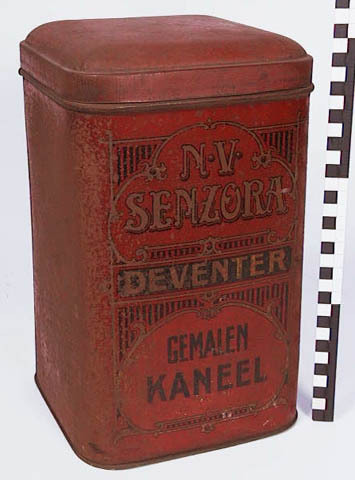 N.V.
SENZORA
DEVENTER
GEMALEN
KANEEL